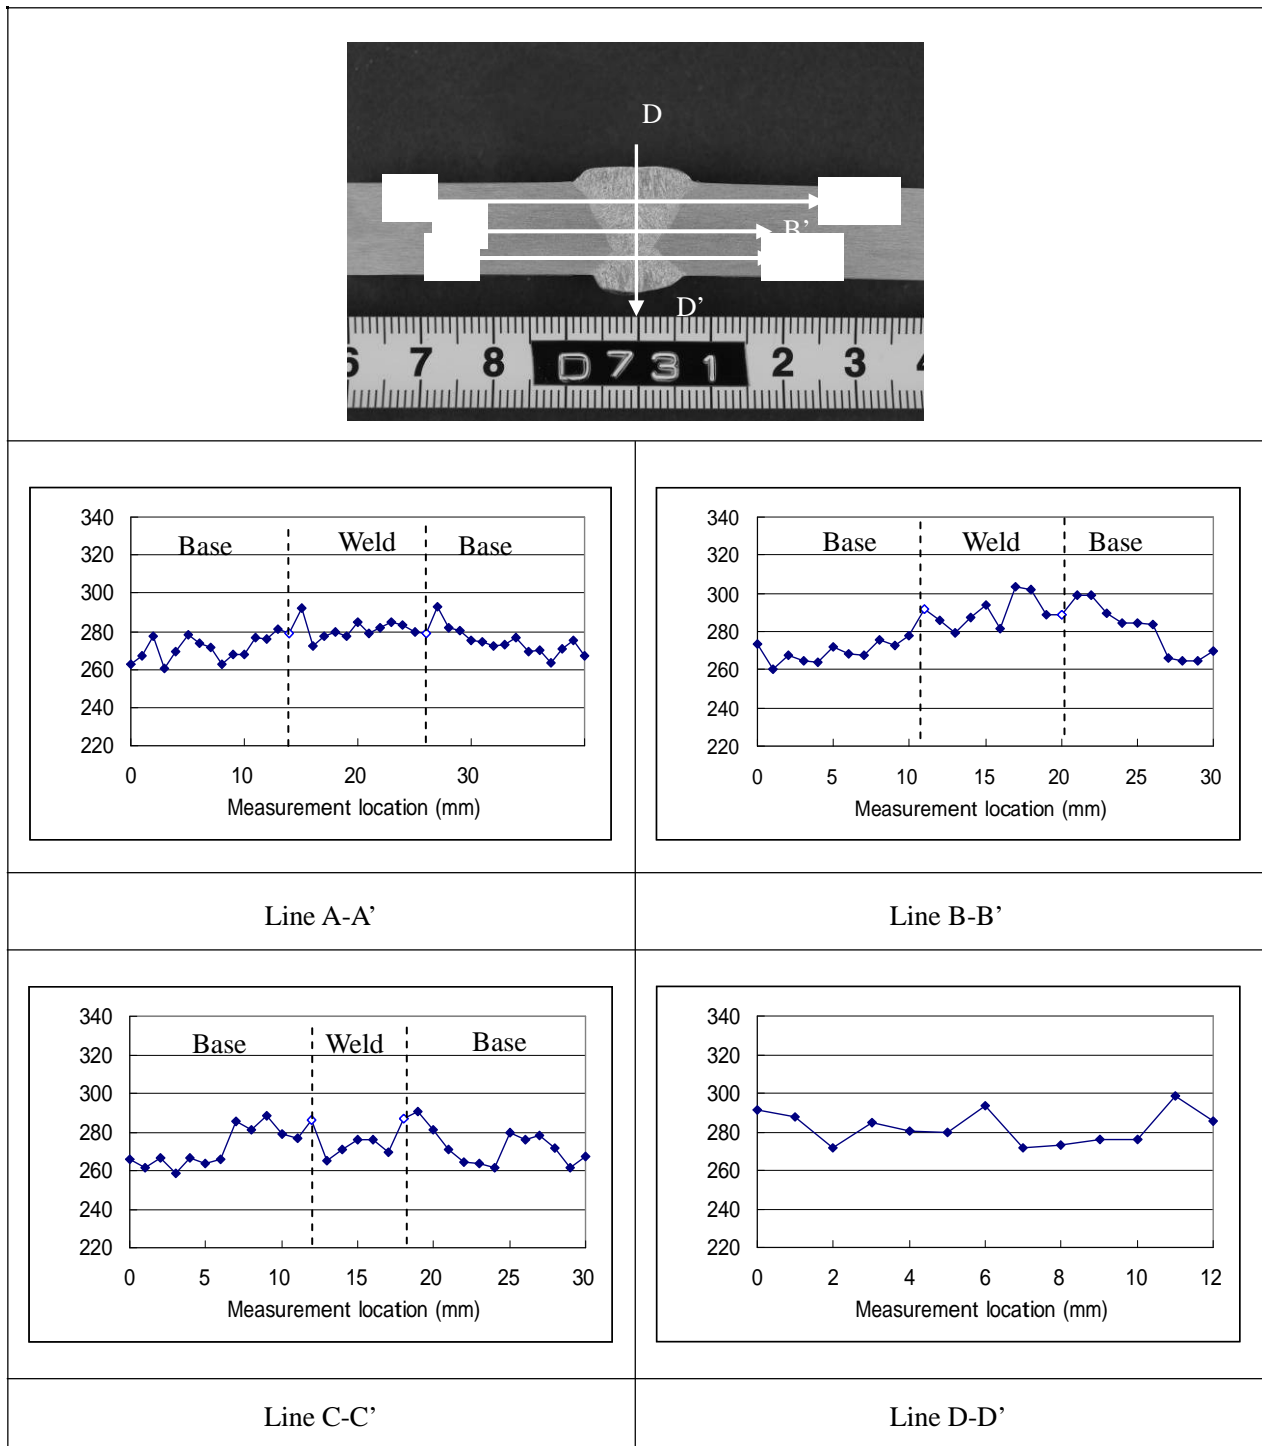 D
B’
D’
6 7 8 D731 2 3 4
340
320
300
280
260
240
220
Base Weld Base
0 10 20 30
Measurement location (mm)
340
320
300
280
260
240
220
Base Weld Base
0 5 10 15 20 25 30
Measurement location (mm)
Line A-A’ Line B-B’
340
320
300
280
260
240
220
Base Weld Base
0 5 10 15 20 25 30
Measurement location (mm)
340
320
300
280
260
240
220
0 2 4 6 8 10 12
Measurement location (mm)
Line C-C’ Line D-D’